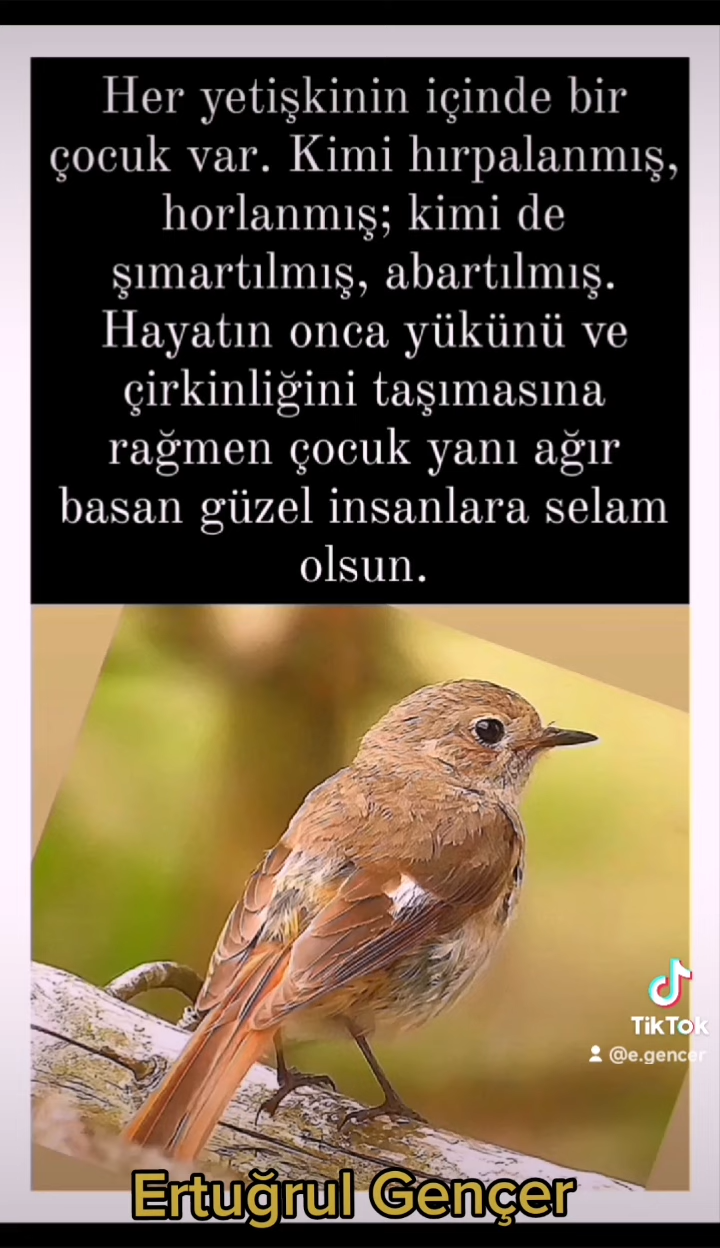 Her yetişkinin içinde bir
çocuk var. Kimi hırpalanmış,
horlanmış; kimi de
şımartılmış, abartılmış.
Hayatın onca yükünü ve
çirkinliğini taşımasına
rağmen çocuk yanı ağır
basan güzel insanlara selam
olsun.
TikTok
@e.gencer
Ertuğrul Gençer